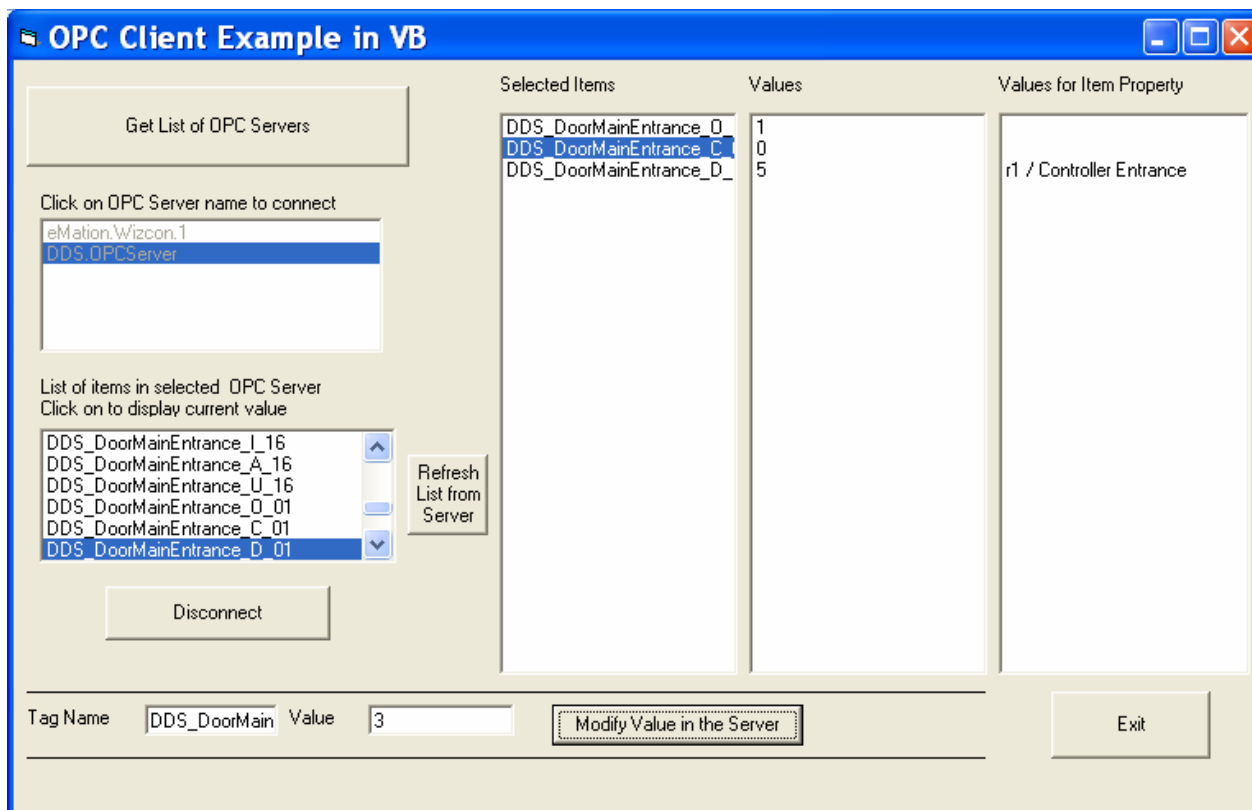 OPC Client Example in VB
Get List of OPC Servers
Click on OPC Server name to connect
eMation.Wizcon.1
DDS.OPCServer
List of items in selected OPC Server
Click on to display current value
DDS_DoorMainEntrance_I_16
DDS_DoorMainEntrance_A_16
DDS_DoorMainEntrance_U_16
DDS_DoorMainEntrance_O_01
DDS_DoorMainEntrance_C_01
DDS_DoorMainEntrance_D_01
Refresh
List from
Server
Disconnect
Selected Items
DDS_DoorMainEntrance_O_
DDS_DoorMainEntrance_C_
DDS_DoorMainEntrance_D_
Values
1
0
5
Values for Item Property
r1 / Controller Entrance
Tag Name DDS_DoorMain Value 3
Modify Value in the Server
Exit